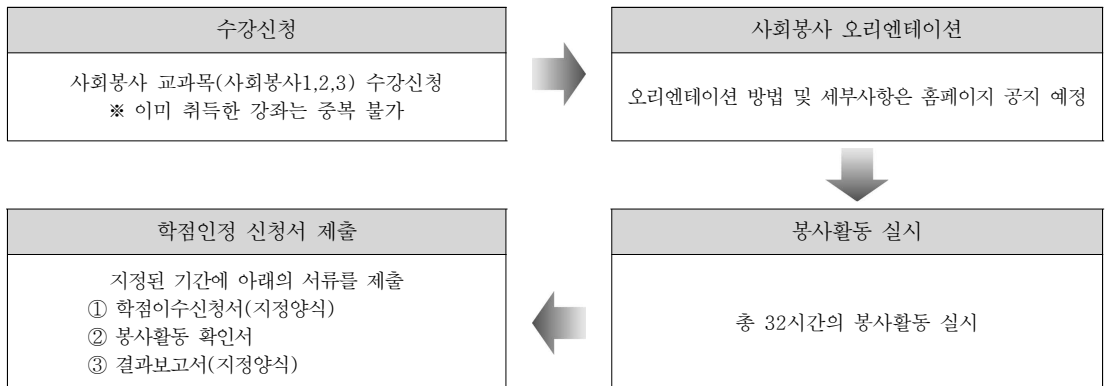 수강신청
사회봉사 교과목(사회봉사1,2,3) 수강신청
※ 이미 취득한 강좌는 중복 불가
사회봉사 오리엔테이션
오리엔테이션 방법 및 세부사항은 홈페이지 공지 예정
봉사활동 실시
총 32시간의 봉사활동 실시
학점인정 신청서 제출
지정된 기간에 아래의 서류를 제출
① 학점이수신청서(지정양식)
② 봉사활동 확인서
③ 결과보고서(지정양식)